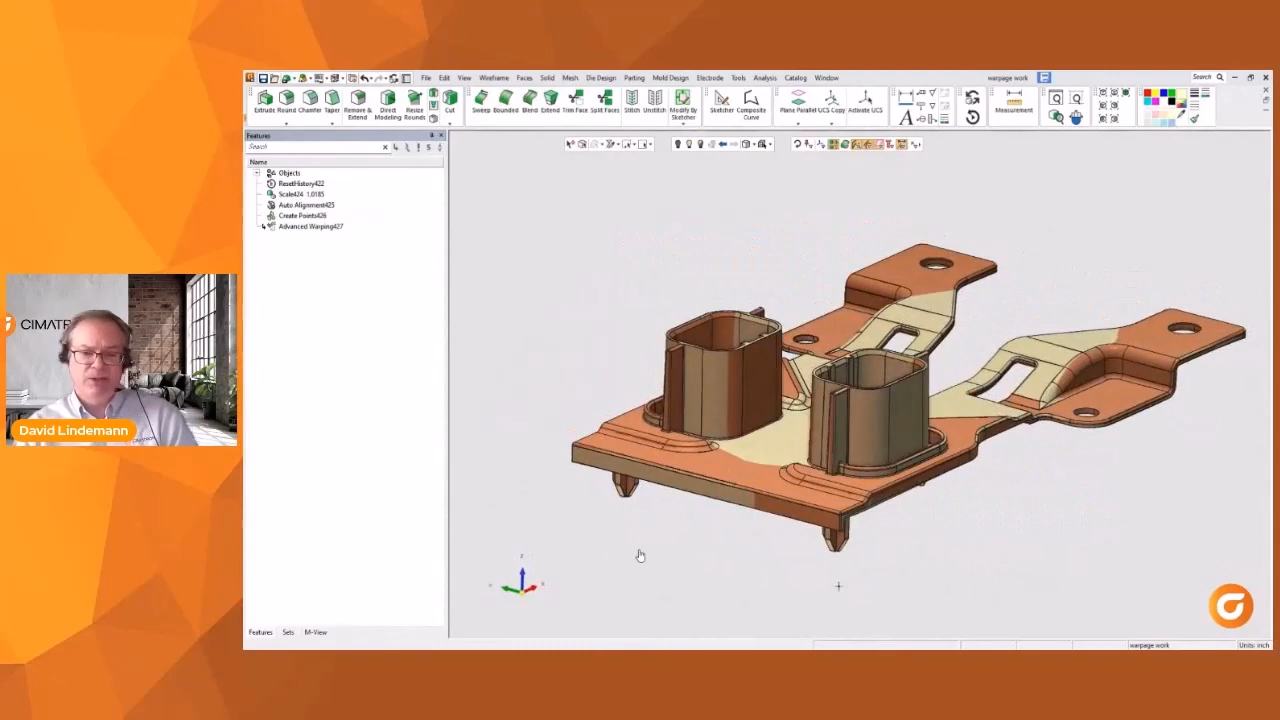 File Edit View Wireframe Faces Solid Mesh Die Design Parting Mold Design Electrode Tools Analysis Catalog Window
warpage work
Search
Extrude Round Chamfer Taper Remove & Extend Direct Modeling Resize Rounds Cut Sweep Bounded Blend Extend Trim Face Split Faces Stitch Unstitch Modify By Sketcher Sketcher Composite Curve Plane Parallel UCS Copy Activate UCS Measurement
Features
Search
Name
Objects
ResetHistory422
Scale424 1.0185
Auto Alignment425
Create Points426
Advanced Warping427
CIMATR
David Lindemann
Z
Features Sets M-View
warpage work Units: inch